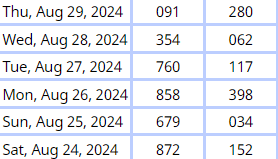 Thu, Aug 29, 2024 091 280
Wed, Aug 28, 2024 354 062
Tue, Aug 27, 2024 760 117
Mon, Aug 26, 2024 858 398
Sun, Aug 25, 2024 679 034
Sat, Aug 24, 2024 872 152